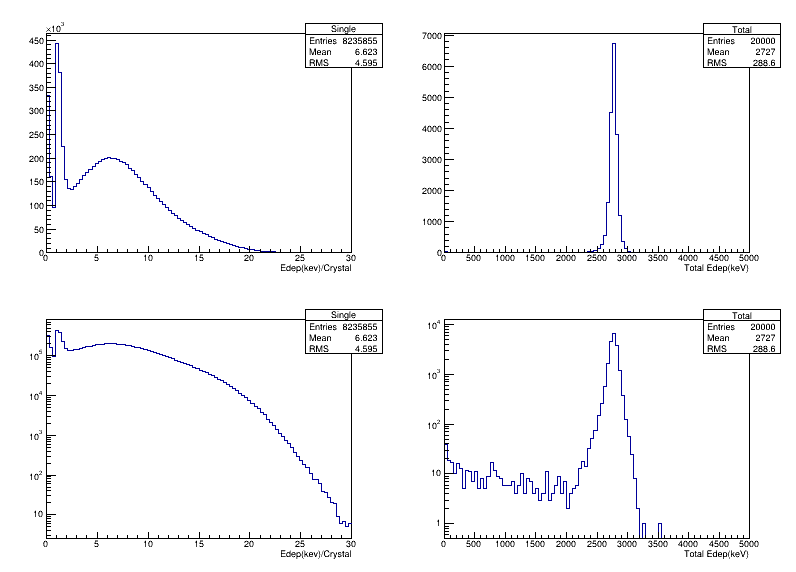 ×10³
Single
Entries 8235855
Mean 6.623
RMS 4.595
450
400
350
300
250
200
150
100
50
0
0 5 10 15 20 25 30
Edep(kev)/Crystal
Total
Entries 20000
Mean 2727
RMS 288.6
7000
6000
5000
4000
3000
2000
1000
0
0 500 1000 1500 2000 2500 3000 3500 4000 4500 5000
Total Edep(keV)
Single
Entries 8235855
Mean 6.623
RMS 4.595
10⁵
10⁴
10³
10²
10
0 5 10 15 20 25 30
Edep(keV)/Crystal
Total
Entries 20000
Mean 2727
RMS 288.6
10⁴
10³
10²
10
1
0 500 1000 1500 2000 2500 3000 3500 4000 4500 5000
Total Edep(keV)